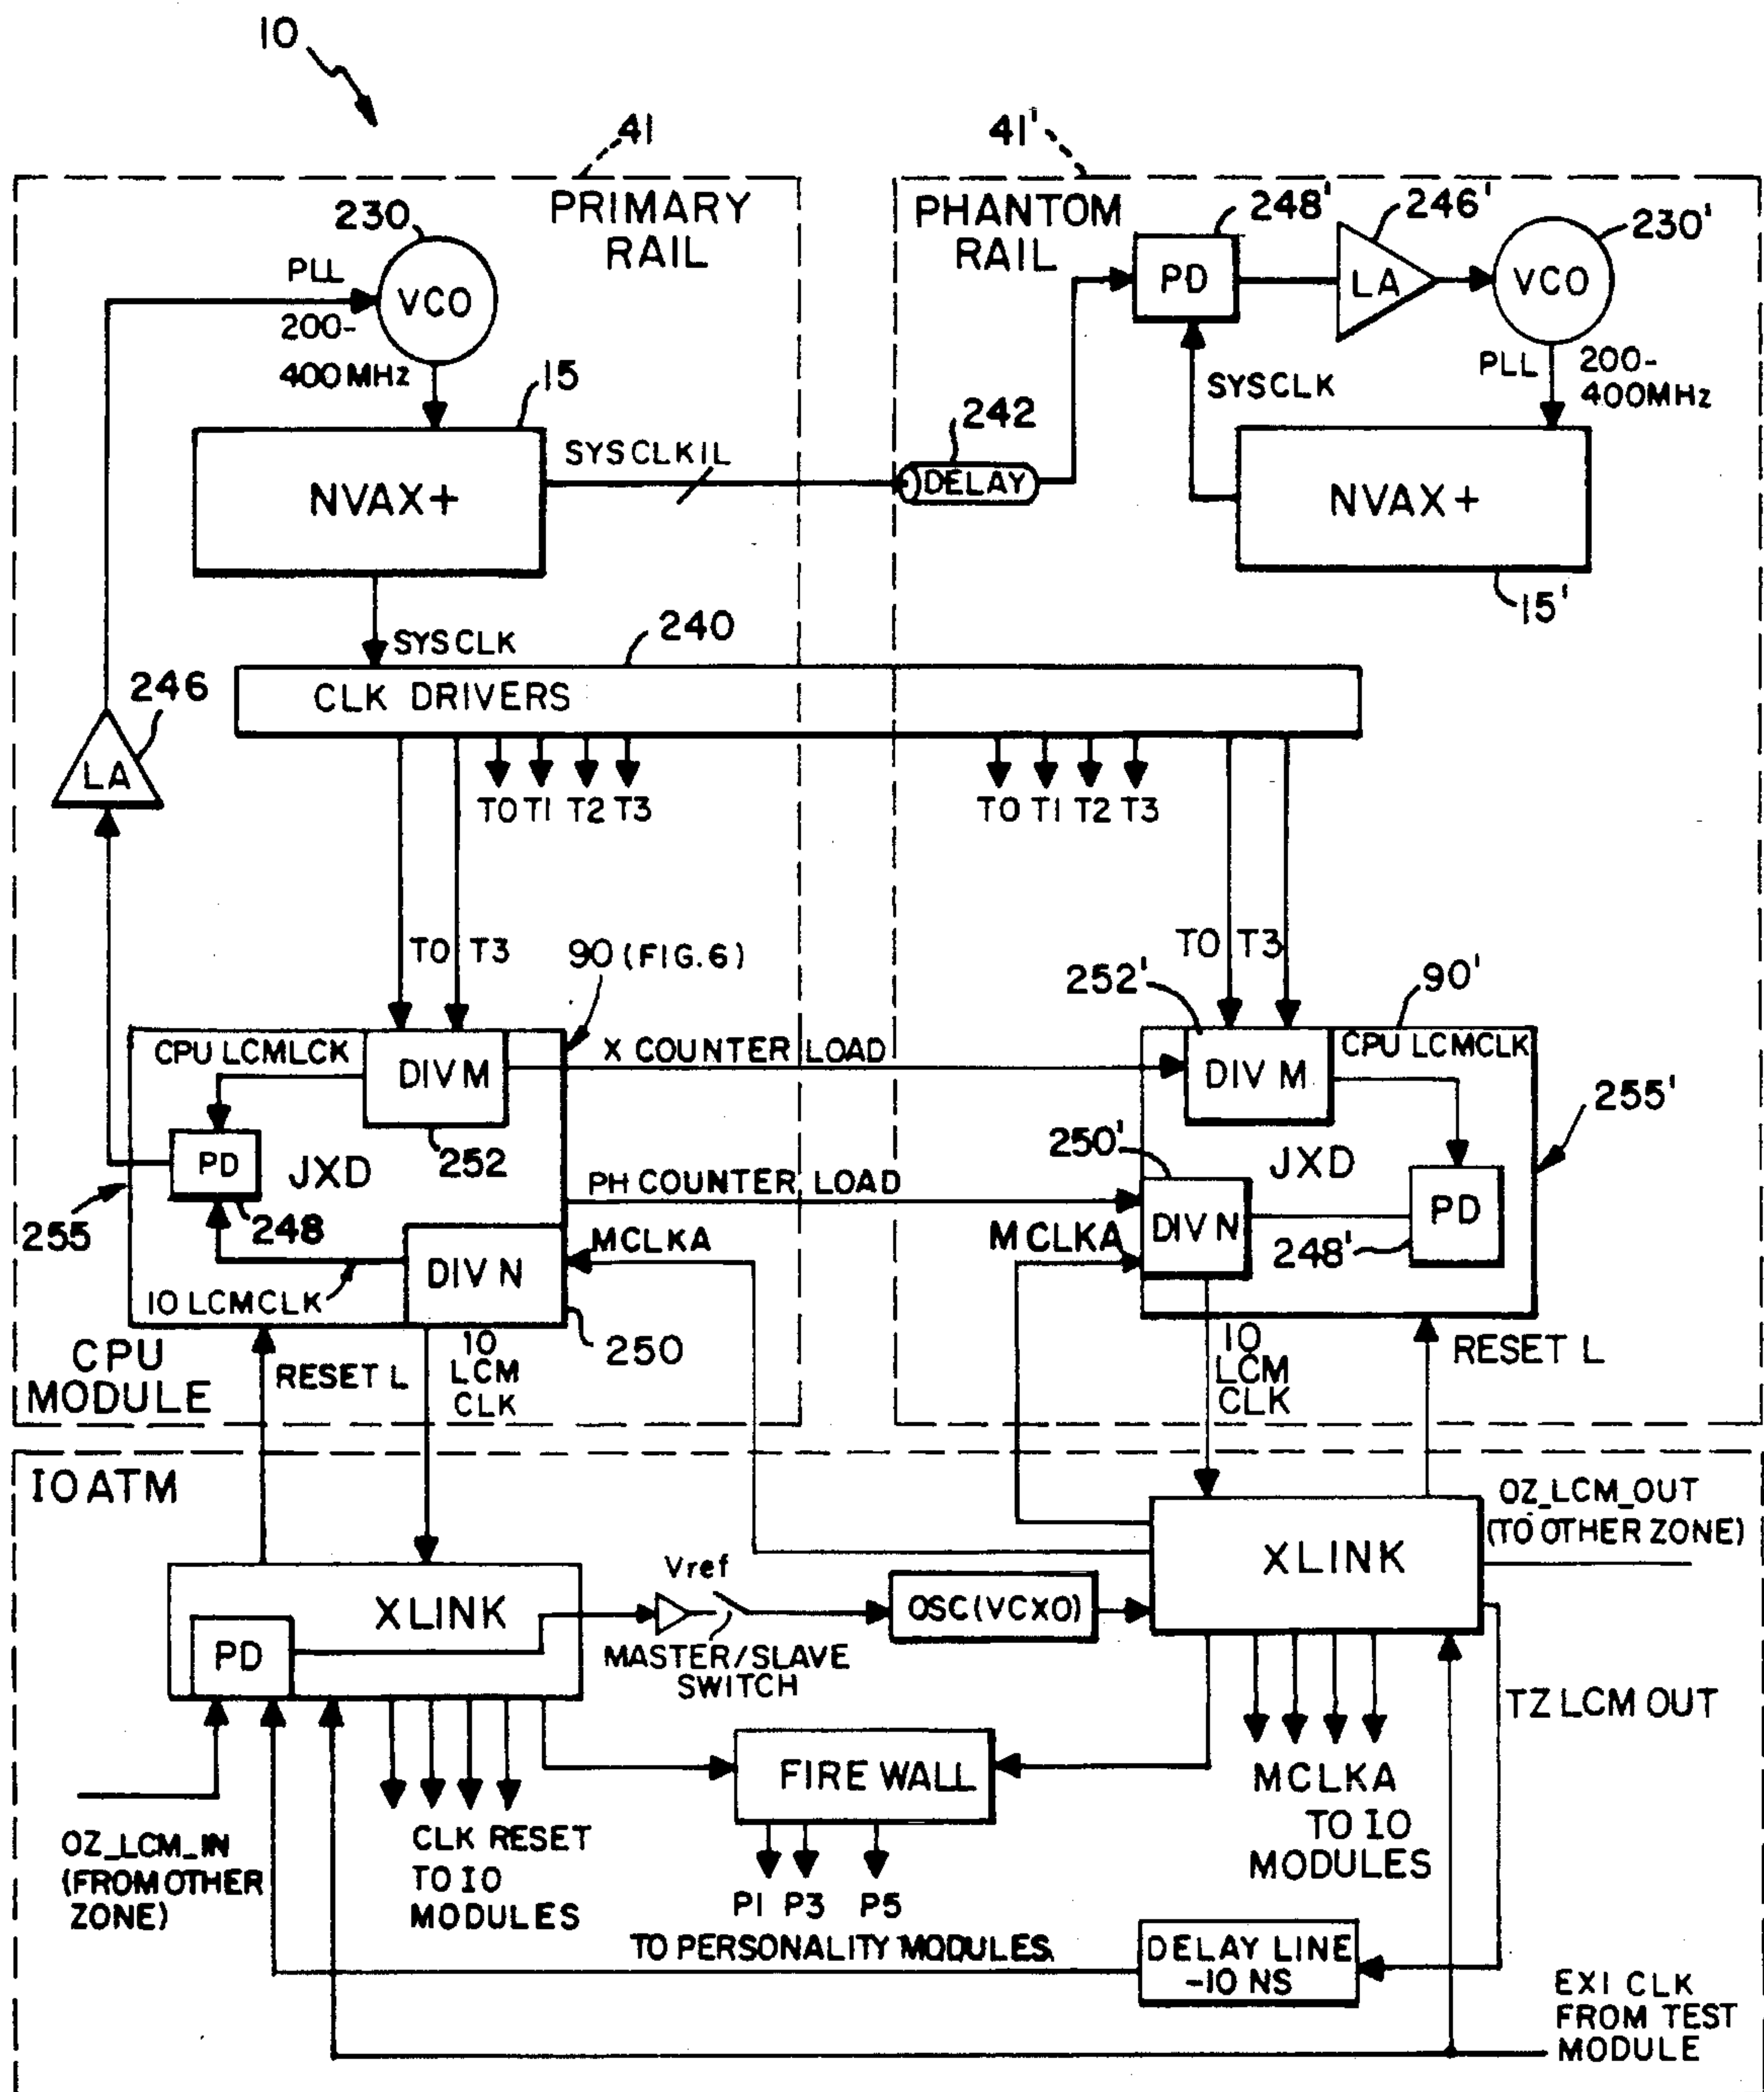 10
41
41'
PRIMARY
RAIL
230
VCO
PLL
200-
400MHz
15
NVAX+
SYSCLKIL
SYSCLK
PHANTOM
RAIL
248'
PD
246'
LA
230'
VCO
PLL
200-
400MHz
SYSCLK
242
DELAY
NVAX+
15'
240
CLK DRIVERS
246
LA
T0 T1 T2 T3
T0 T1 T2 T3
T0 T3
90 (FIG. 6)
T0 T3
252'
90'
CPU LCMLCK
DIV M
X COUNTER LOAD
DIV M
CPU LCMCLK
255'
PD
JXD
252
250'
JXD
PH COUNTER LOAD
255
248
MCLKA
MCLKA
DIV N
PD
248'
DIV N
IO LCMCLK
250
CPU
MODULE
RESET L
IO
LCM
CLK
IO
LCM
CLK
RESET L
IO ATM
OZ_LCM_OUT
(TO OTHER ZONE)
XLINK
PD
Vref
MASTER/SLAVE
SWITCH
OSC(VCXO)
XLINK
TZ LCM OUT
FIRE WALL
MCLKA
TO IO
MODULES
OZ_LCM_IN
(FROM OTHER
ZONE)
CLK RESET
TO IO
MODULES
P1 P3 P5
TO PERSONALITY MODULES.
DELAY LINE
-10 NS
EXI CLK
FROM TEST
MODULE